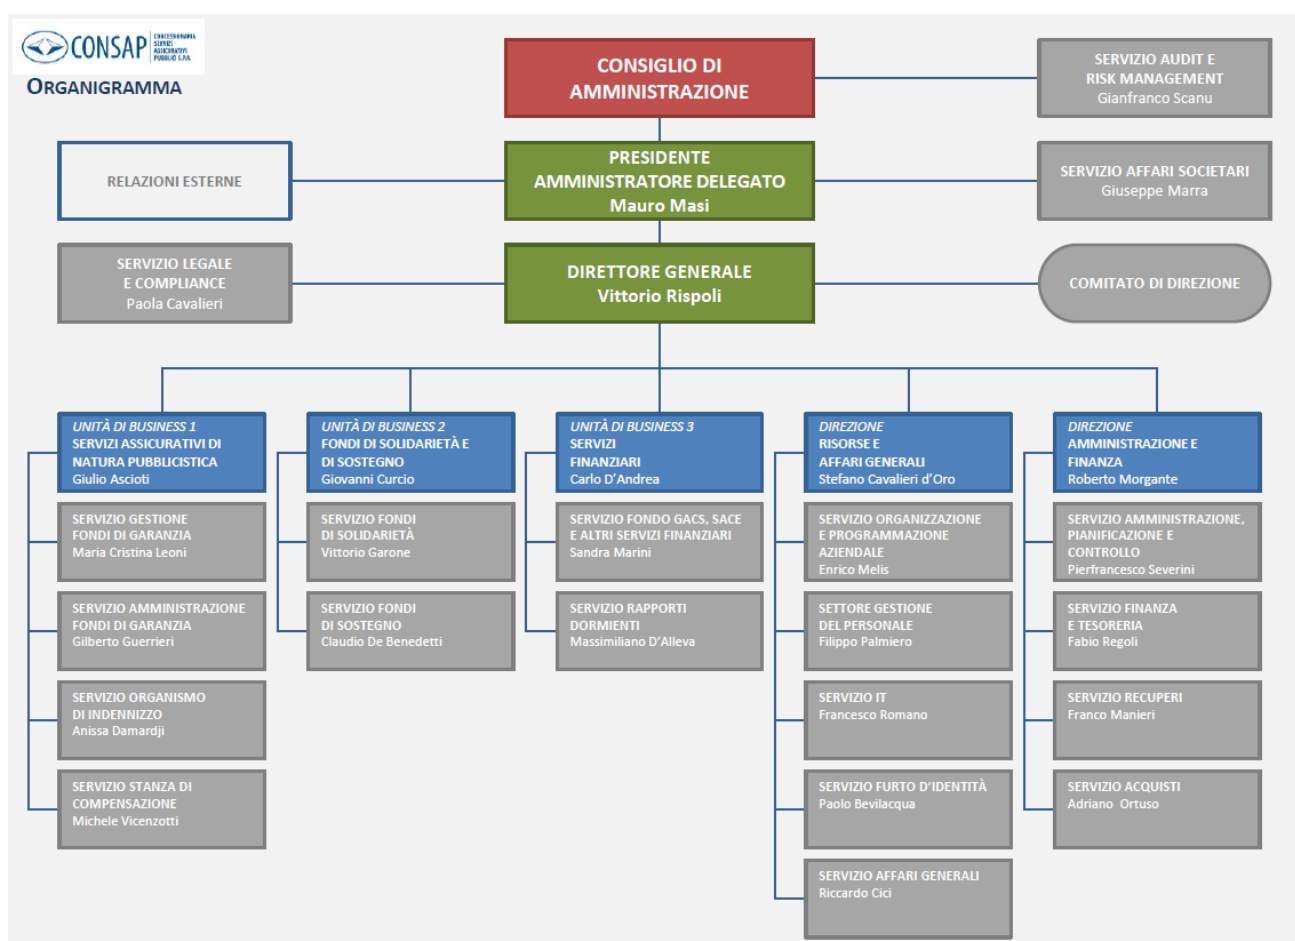 CONSAP
CONCESSIONARIA
SERVIZI
ASSICURATIVI
PUBBLICI S.P.A.
ORGANIGRAMMA
CONSIGLIO DI
AMMINISTRAZIONE
SERVIZIO AUDIT E
RISK MANAGEMENT
Gianfranco Scanu
RELAZIONI ESTERNE
PRESIDENTE
AMMINISTRATORE DELEGATO
Mauro Masi
SERVIZIO AFFARI SOCIETARI
Giuseppe Marra
SERVIZIO LEGALE
E COMPLIANCE
Paola Cavalieri
DIRETTORE GENERALE
Vittorio Rispoli
COMITATO DI DIREZIONE
UNITÀ DI BUSINESS 1
SERVIZI ASSICURATIVI DI
NATURA PUBBLICISTICA
Giulio Ascioti
SERVIZIO GESTIONE
FONDI DI GARANZIA
Maria Cristina Leoni
SERVIZIO AMMINISTRAZIONE
FONDI DI GARANZIA
Gilberto Guerrieri
SERVIZIO ORGANISMO
DI INDENNIZZO
Anissa Damardji
SERVIZIO STANZA DI
COMPENSAZIONE
Michele Vicenzotti
UNITÀ DI BUSINESS 2
FONDI DI SOLIDARIETÀ E
DI SOSTEGNO
Giovanni Curcio
SERVIZIO FONDI
DI SOLIDARIETÀ
Vittorio Garone
SERVIZIO FONDI
DI SOSTEGNO
Claudio De Benedetti
UNITÀ DI BUSINESS 3
SERVIZI
FINANZIARI
Carlo D'Andrea
SERVIZIO FONDO GACS, SACE
E ALTRI SERVIZI FINANZIARI
Sandra Marini
SERVIZIO RAPPORTI
DORMIENTI
Massimiliano D'Alleva
DIREZIONE
RISORSE E
AFFARI GENERALI
Stefano Cavalieri d'Oro
SERVIZIO ORGANIZZAZIONE
E PROGRAMMAZIONE
AZIENDALE
Enrico Melis
SETTORE GESTIONE
DEL PERSONALE
Filippo Palmiero
SERVIZIO IT
Francesco Romano
SERVIZIO FURTO D'IDENTITÀ
Paolo Bevilacqua
SERVIZIO AFFARI GENERALI
Riccardo Cici
DIREZIONE
AMMINISTRAZIONE E
FINANZA
Roberto Morgante
SERVIZIO AMMINISTRAZIONE,
PIANIFICAZIONE E
CONTROLLO
Pierfrancesco Severini
SERVIZIO FINANZA
E TESORERIA
Fabio Regoli
SERVIZIO RECUPERI
Franco Manieri
SERVIZIO ACQUISTI
Adriano Ortuso